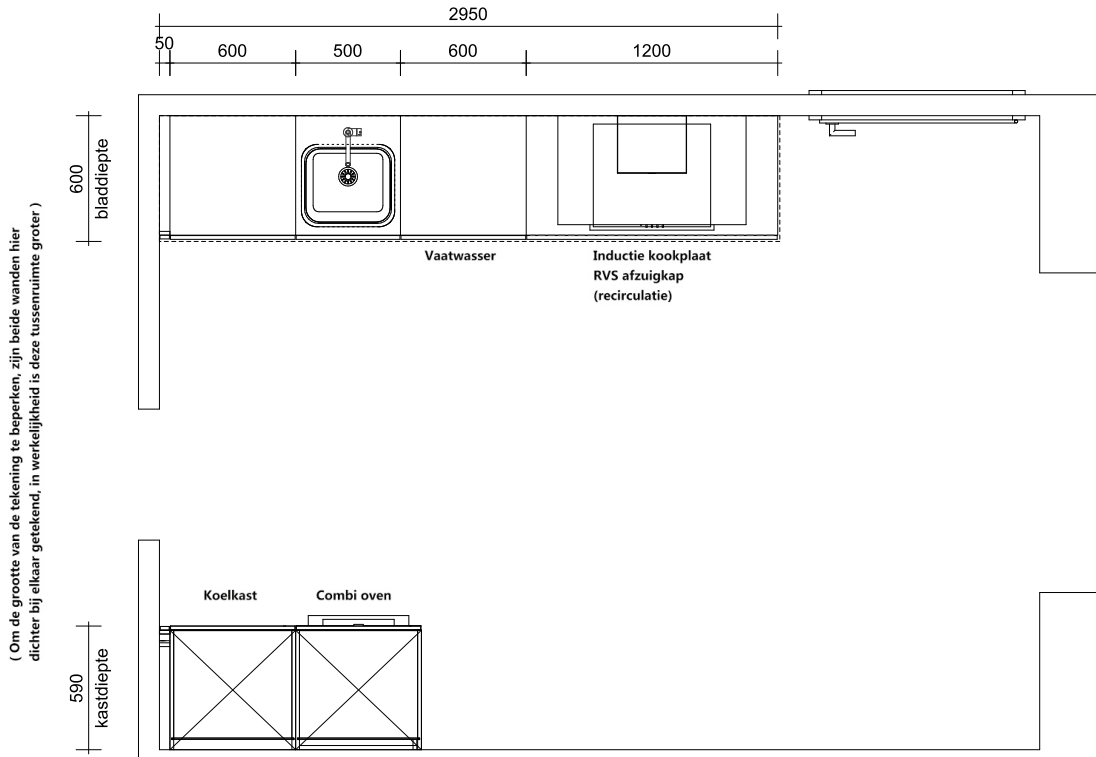 2950
50
600
500
600
1200
600
bladdiepte
Vaatwasser
Inductie kookplaat
RVS afzuigkap
(recirculatie)
( Om de grootte van de tekening te beperken, zijn beide wanden hier
dichter bij elkaar getekend, in werkelijkheid is deze tussenruimte groter )
Koelkast
Combi oven
590
kastdiepte